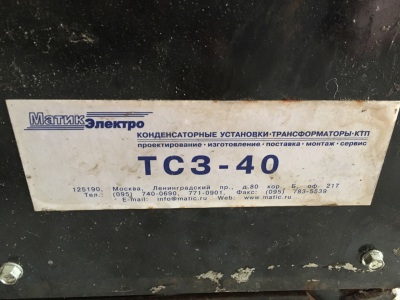 МатикЭлектро
КОНДЕНСАТОРНЫЕ УСТАНОВКИ·ТРАНСФОРМАТОРЫ·КТП
проектирование · изготовление · поставка · монтаж · сервис
ТСЗ-40
125190, Москва, Ленинградский пр., д.80 кор. Б, оф. 217
Тел.: (095) 740-0690, 771-0901, Факс: (095) 783-5539
E-mail: info@matic.ru Web: www.matic.ru